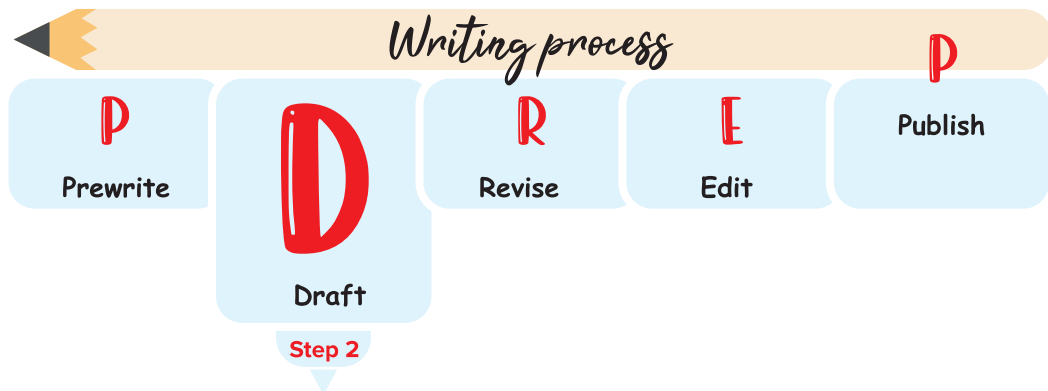 Writing process
P
Prewrite
D
Draft
Step 2
R
Revise
E
Edit
P
Publish